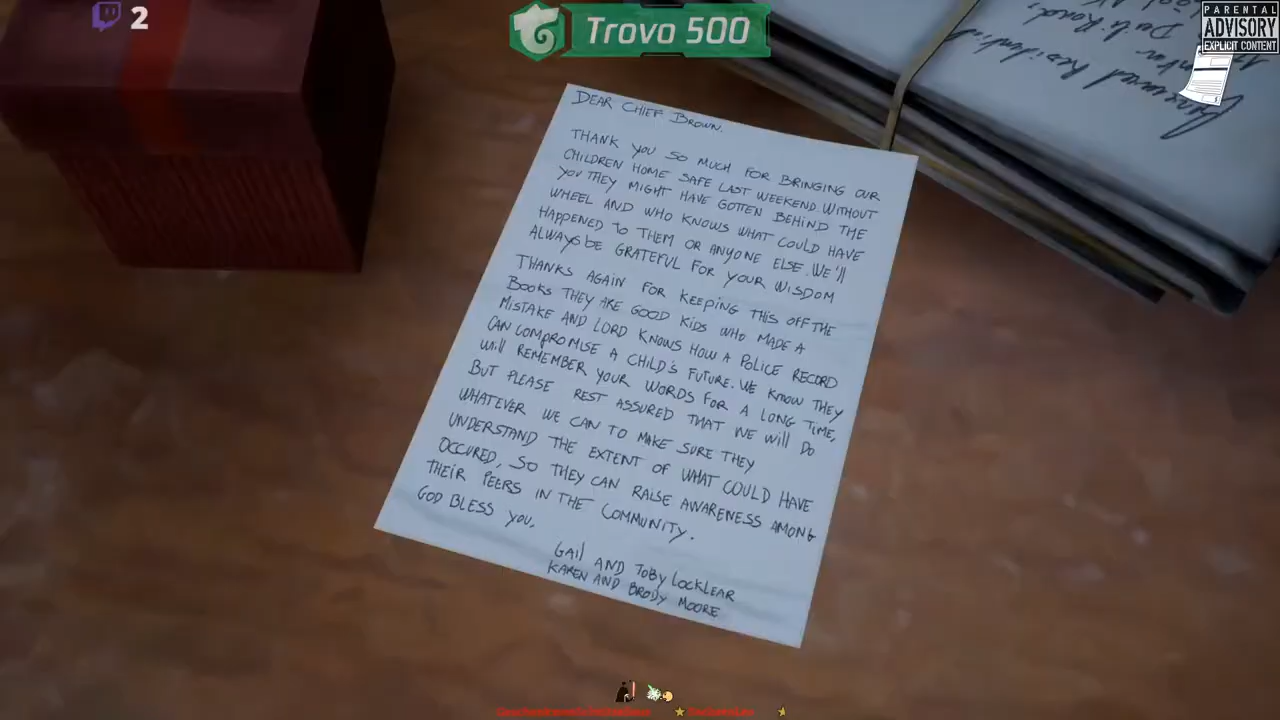 2
Trovo 500
PARENTAL
ADVISORY
EXPLICIT CONTENT
DEAR CHIEF BROWN.
THANK YOU SO MUCH FOR BRINGING OUR
CHILDREN HOME SAFE LAST WEEKEND. WITHOUT
YOU THEY MIGHT HAVE GOTTEN BEHIND THE
WHEEL AND WHO KNOWS WHAT COULD HAVE
HAPPENED TO THEM OR ANYONE ELSE. WE'll
ALWAYS BE GRATEFUL FOR YOUR WISDOM
THANKS AGAIN FOR KEEPING THIS OFF THE
BOOKS THEY ARE GOOD KIDS WHO MADE A
MISTAKE AND LORD KNOWS HOW A POLICE RECORD
CAN COMPROMISE A CHILD'S FUTURE. WE KNOW THEY
Will REMEMBER YOUR WORDS FOR A LONG TIME,
BUT PLEASE REST ASSURED THAT WE Will DO
WHATEVER WE CAN TO MAKE SURE THEY
UNDERSTAND THE EXTENT OF WHAT COULD HAVE
OCCURED, SO THEY CAN RAISE AWARENESS AMONG
THEIR PEERS IN THE COMMUNITY.
GOD BLESS YOU,
GAIL AND TOBY LOCKLEAR
KAREN AND BRODY MOORE